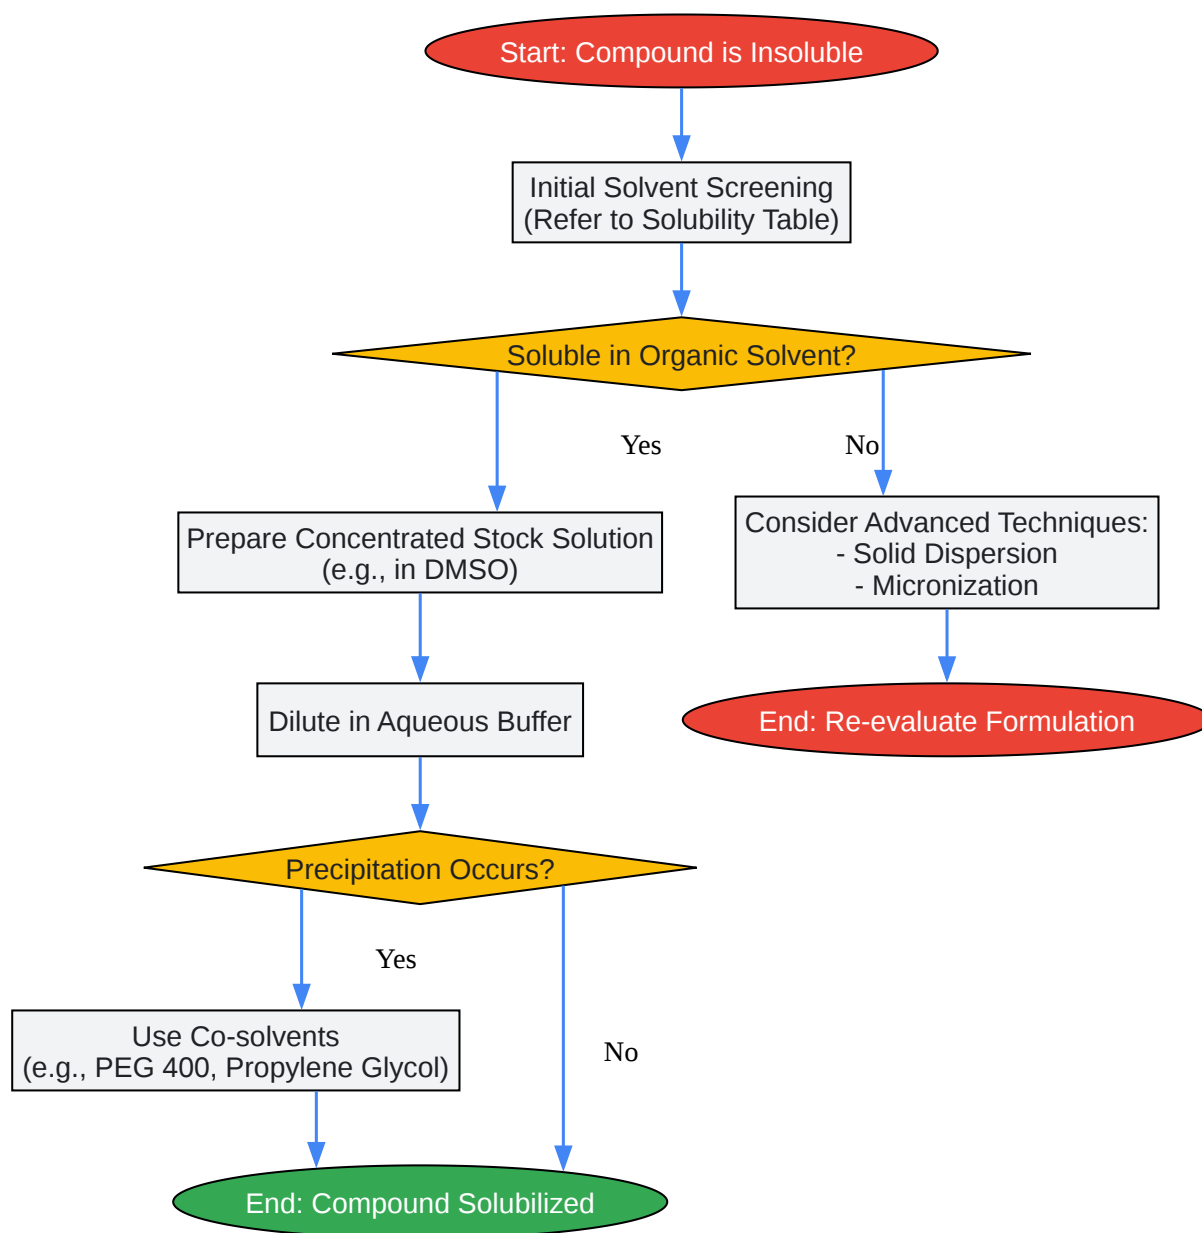 Start: Compound is Insoluble
Initial Solvent Screening
(Refer to Solubility Table)
Soluble in Organic Solvent?
Yes
No
Prepare Concentrated Stock Solution
(e.g., in DMSO)
Consider Advanced Techniques:
- Solid Dispersion
- Micronization
Dilute in Aqueous Buffer
End: Re-evaluate Formulation
Precipitation Occurs?
Yes
No
Use Co-solvents
(e.g., PEG 400, Propylene Glycol)
End: Compound Solubilized